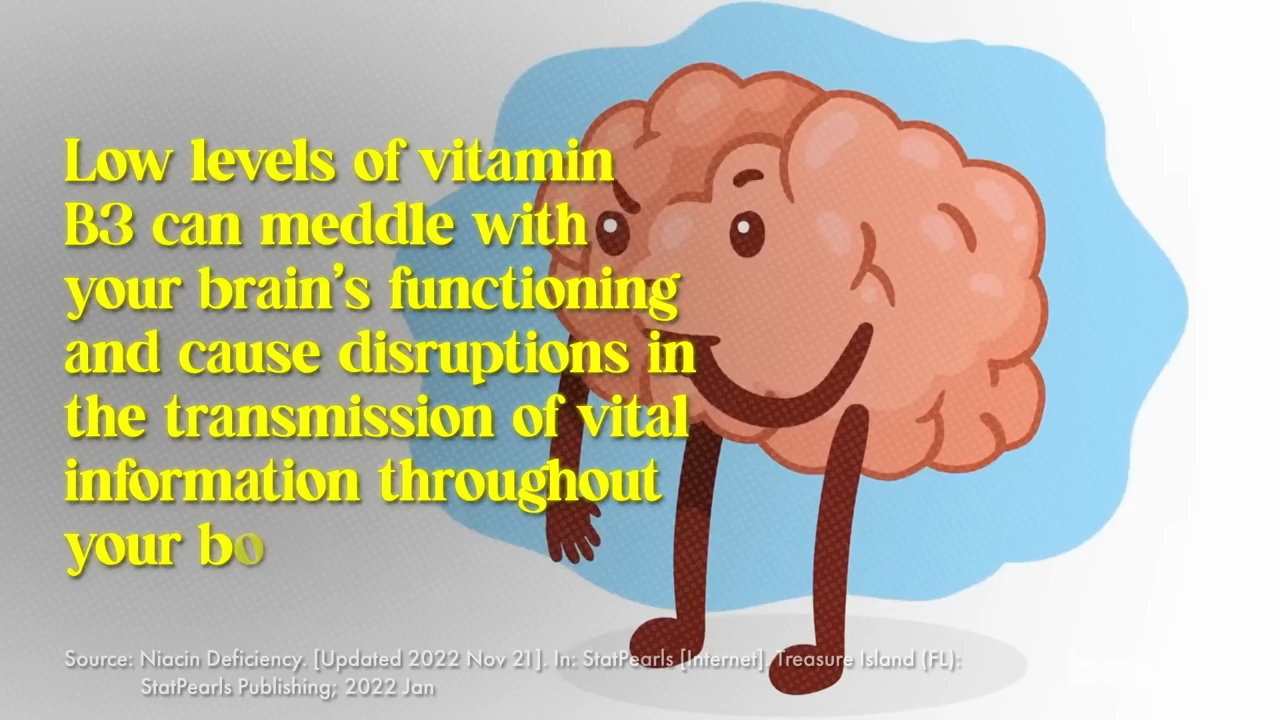 Low levels of vitamin
B3 can meddle with
your brain's functioning
and cause disruptions in
the transmission of vital
information throughout
your bo
Source: Niacin Deficiency. [Updated 2022 Nov 21]. In: StatPearls [Internet]. Treasure Island (FL):
StatPearls Publishing; 2022 Jan